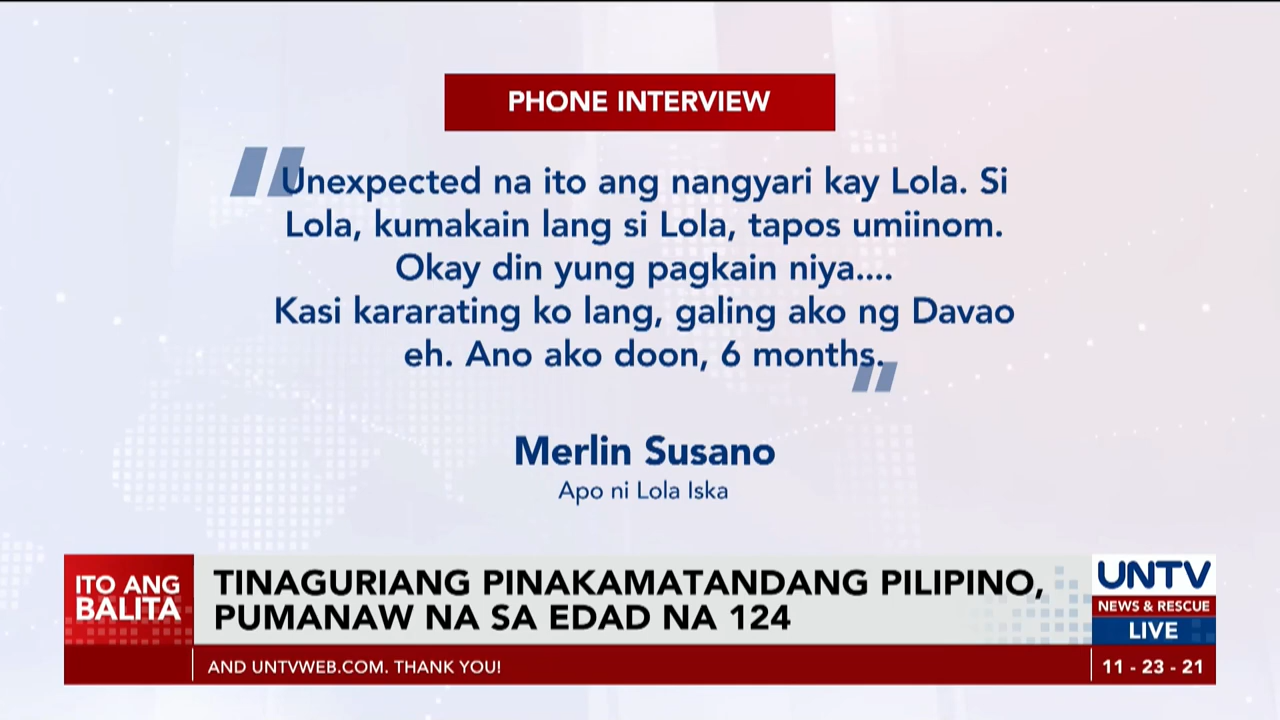 PHONE INTERVIEW
Unexpected na ito ang nangyari kay Lola. Si
Lola, kumakain lang si Lola, tapos umiinom.
Okay din yung pagkain niya....
Kasi kararating ko lang, galing ako ng Davao
eh. Ano ako doon, 6 months.
Merlin Susano
Apo ni Lola Iska
ITO ANG
BALITA
TINAGURIANG PINAKAMATANDANG PILIPINO,
PUMANAW NA SA EDAD NA 124
UNTV
NEWS & RESCUE
LIVE
AND UNTVWEB.COM. THANK YOU!
11 - 23 - 21